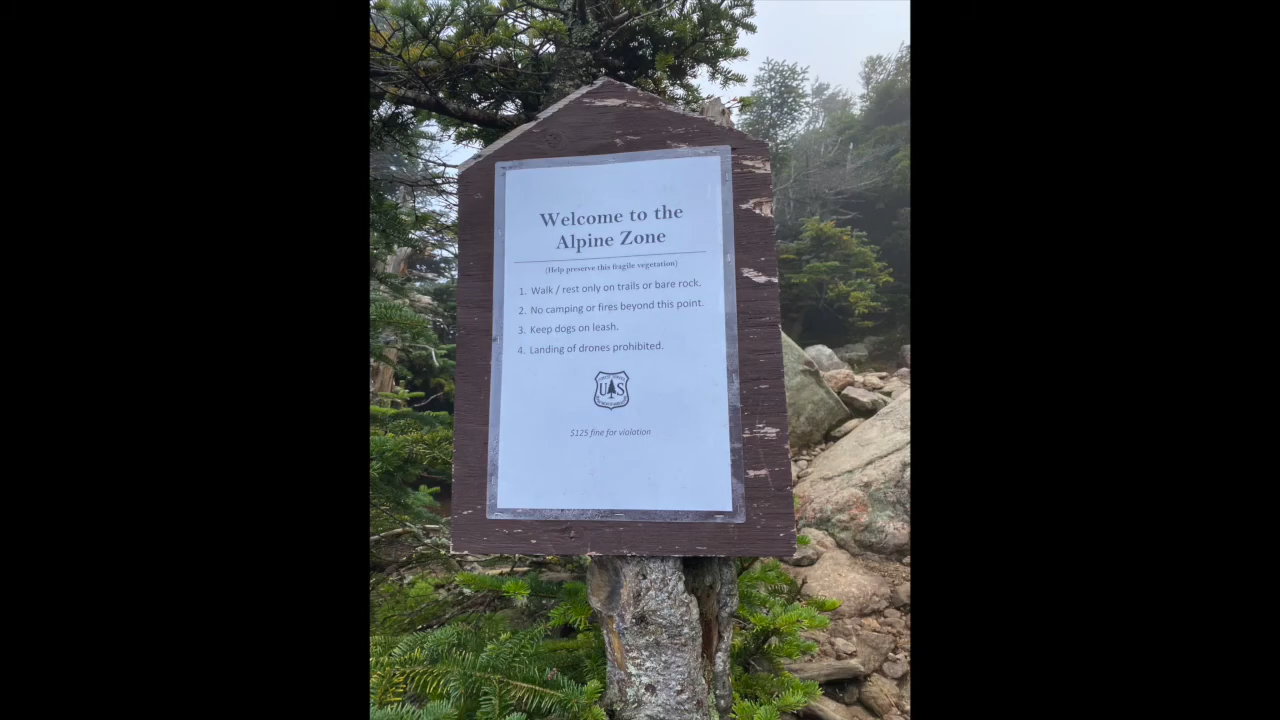 Welcome to the
Alpine Zone
(Help preserve this fragile vegetation)
1. Walk / rest only on trails or bare rock.
2. No camping or fires beyond this point.
3. Keep dogs on leash.
4. Landing of drones prohibited.
U S
$125 fine for violation